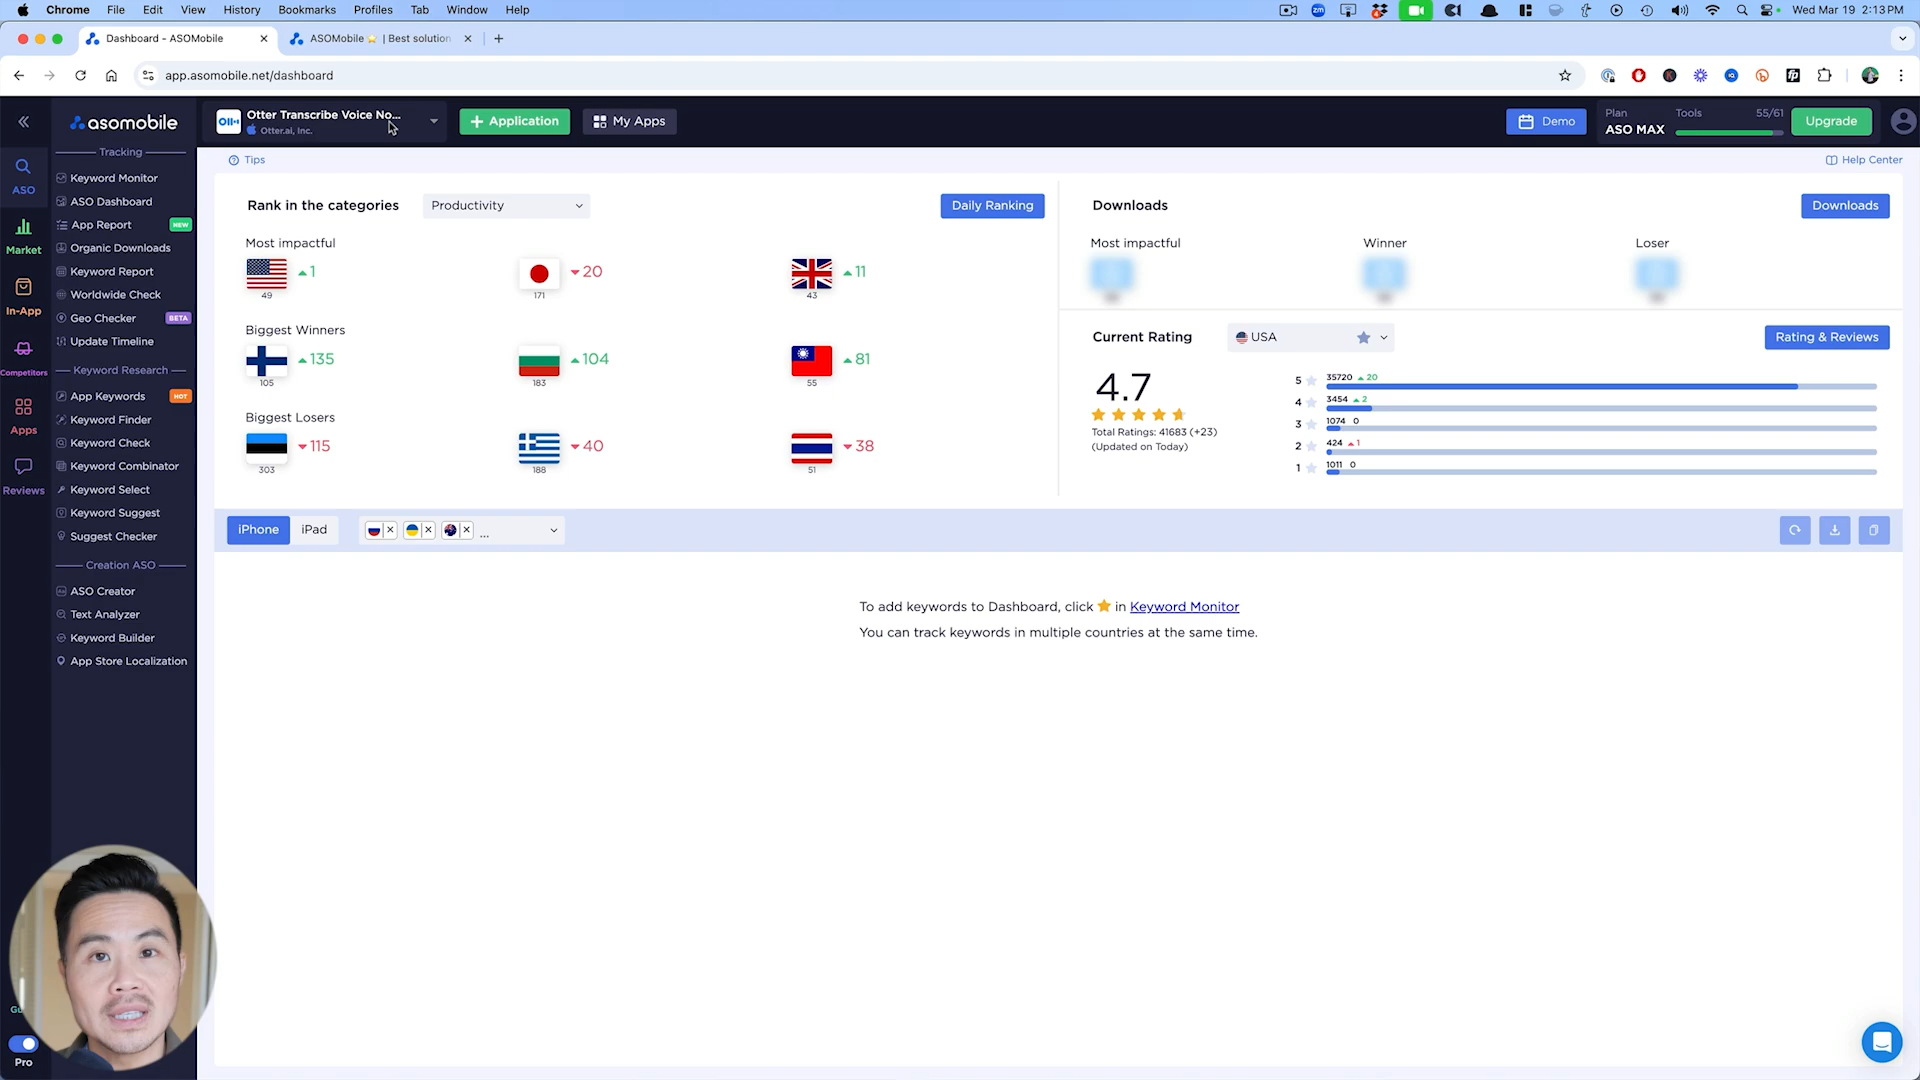 Chrome File Edit View History Bookmarks Profiles Tab Window Help
zm
Wed Mar 19 2:13 PM
Dashboard - ASOMobile
ASOMobile ⭐ | Best solution
app.asomobile.net/dashboard
asomobile
Otter Transcribe Voice No...
Otter.ai, Inc.
Application
My Apps
Demo
Plan
ASO MAX
Tools 55/61
Upgrade
ASO
Market
In-App
Competitors
Apps
Reviews
Gu
Pro
Tracking
Keyword Monitor
ASO Dashboard
App Report NEW
Organic Downloads
Keyword Report
Worldwide Check
Geo Checker BETA
Update Timeline
Keyword Research
App Keywords HOT
Keyword Finder
Keyword Check
Keyword Combinator
Keyword Select
Keyword Suggest
Suggest Checker
Creation ASO
ASO Creator
Text Analyzer
Keyword Builder
App Store Localization
Tips
Help Center
Rank in the categories
Productivity
Daily Ranking
Most impactful
1
49
20
171
11
43
Biggest Winners
135
105
104
183
81
55
Biggest Losers
115
303
40
188
38
51
Downloads
Downloads
Most impactful
Winner
Loser
Current Rating
USA
Rating & Reviews
4.7
Total Ratings: 41683 (+23)
(Updated on Today)
5 35720 20
4 3454 2
3 1074 0
2 424 1
1 1011 0
iPhone
iPad
...
To add keywords to Dashboard, click ⭐ in Keyword Monitor
You can track keywords in multiple countries at the same time.